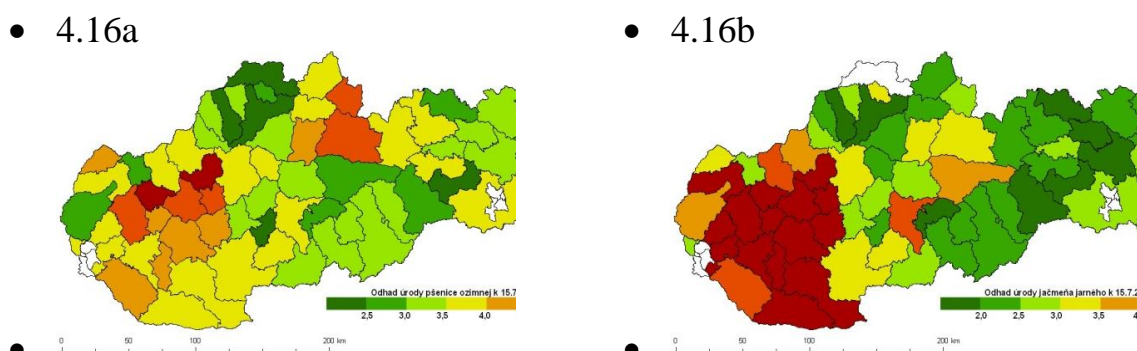 • 4.16a
• 4.16b
Odhad úrody pšenice ozimnej k 15.7
2,5 3,0 3,5 4,0
0 50 100 200 km
Odhad úrody jačmeňa jarného k 15.7.2
2,0 2,5 3,0 3,5 4
0 50 100 200 km